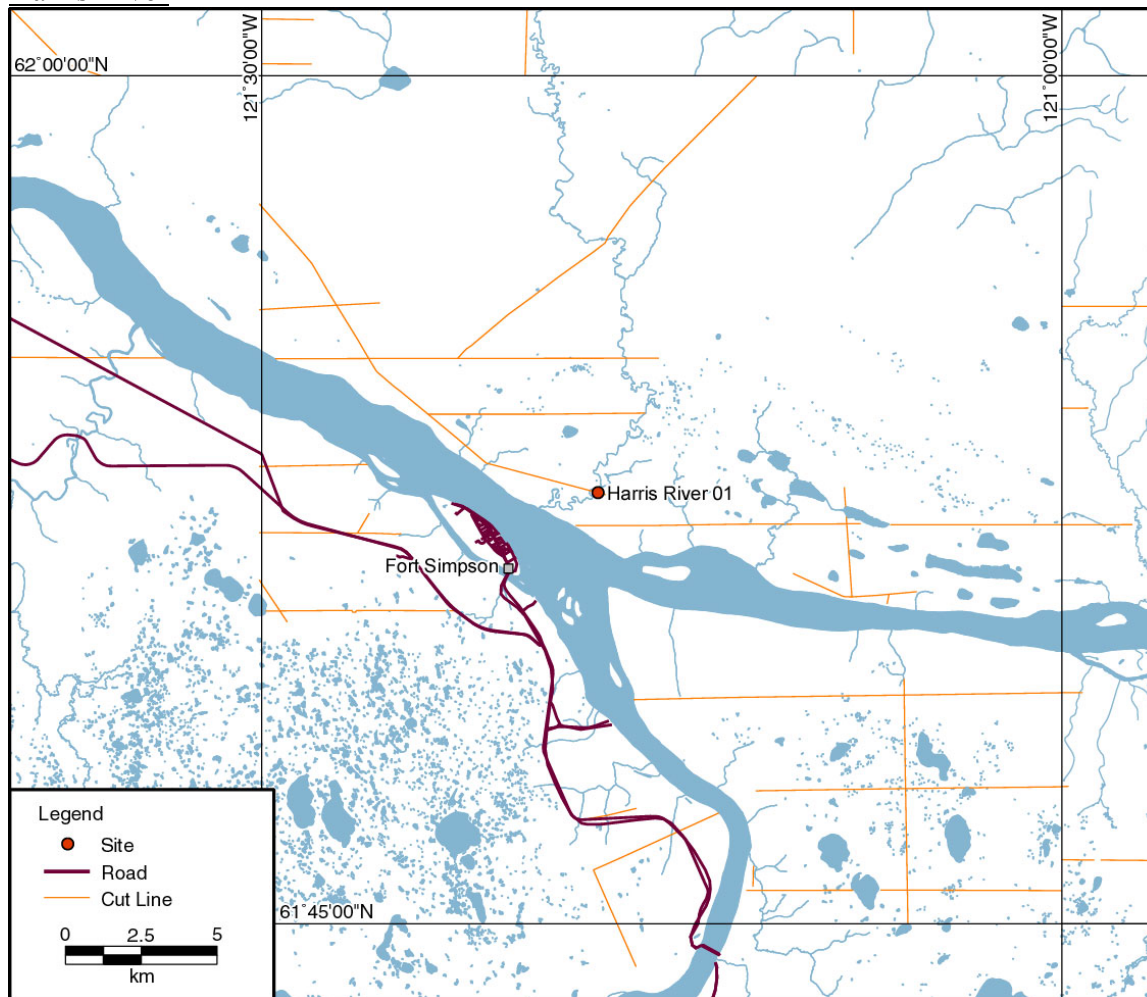 62°00'00"N
121°30'00"W
121°00'00"W
Harris River 01
Fort Simpson
61°45'00"N
Legend
Site
Road
Cut Line
0 2.5 5
km